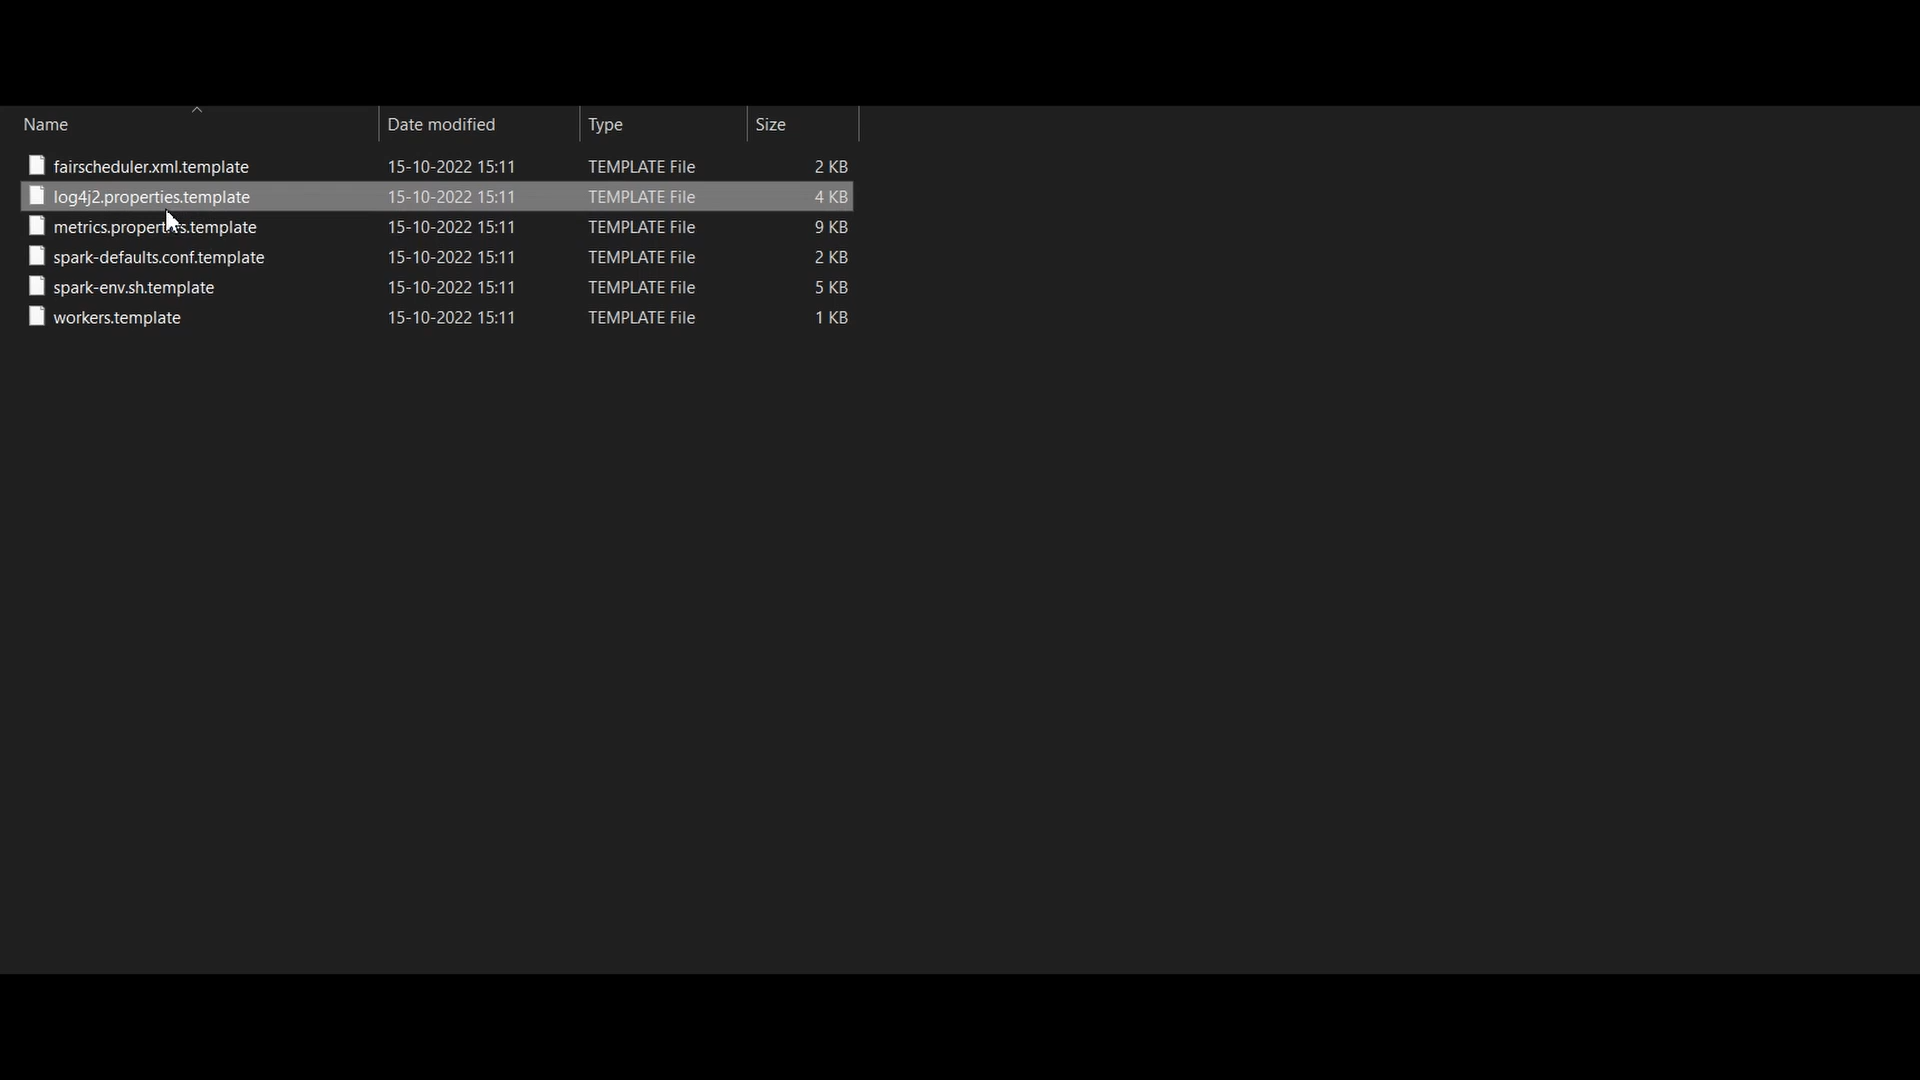 Name Date modified Type Size
fairscheduler.xml.template 15-10-2022 15:11 TEMPLATE File 2 KB
log4j2.properties.template 15-10-2022 15:11 TEMPLATE File 4 KB
metrics.properties.template 15-10-2022 15:11 TEMPLATE File 9 KB
spark-defaults.conf.template 15-10-2022 15:11 TEMPLATE File 2 KB
spark-env.sh.template 15-10-2022 15:11 TEMPLATE File 5 KB
workers.template 15-10-2022 15:11 TEMPLATE File 1 KB